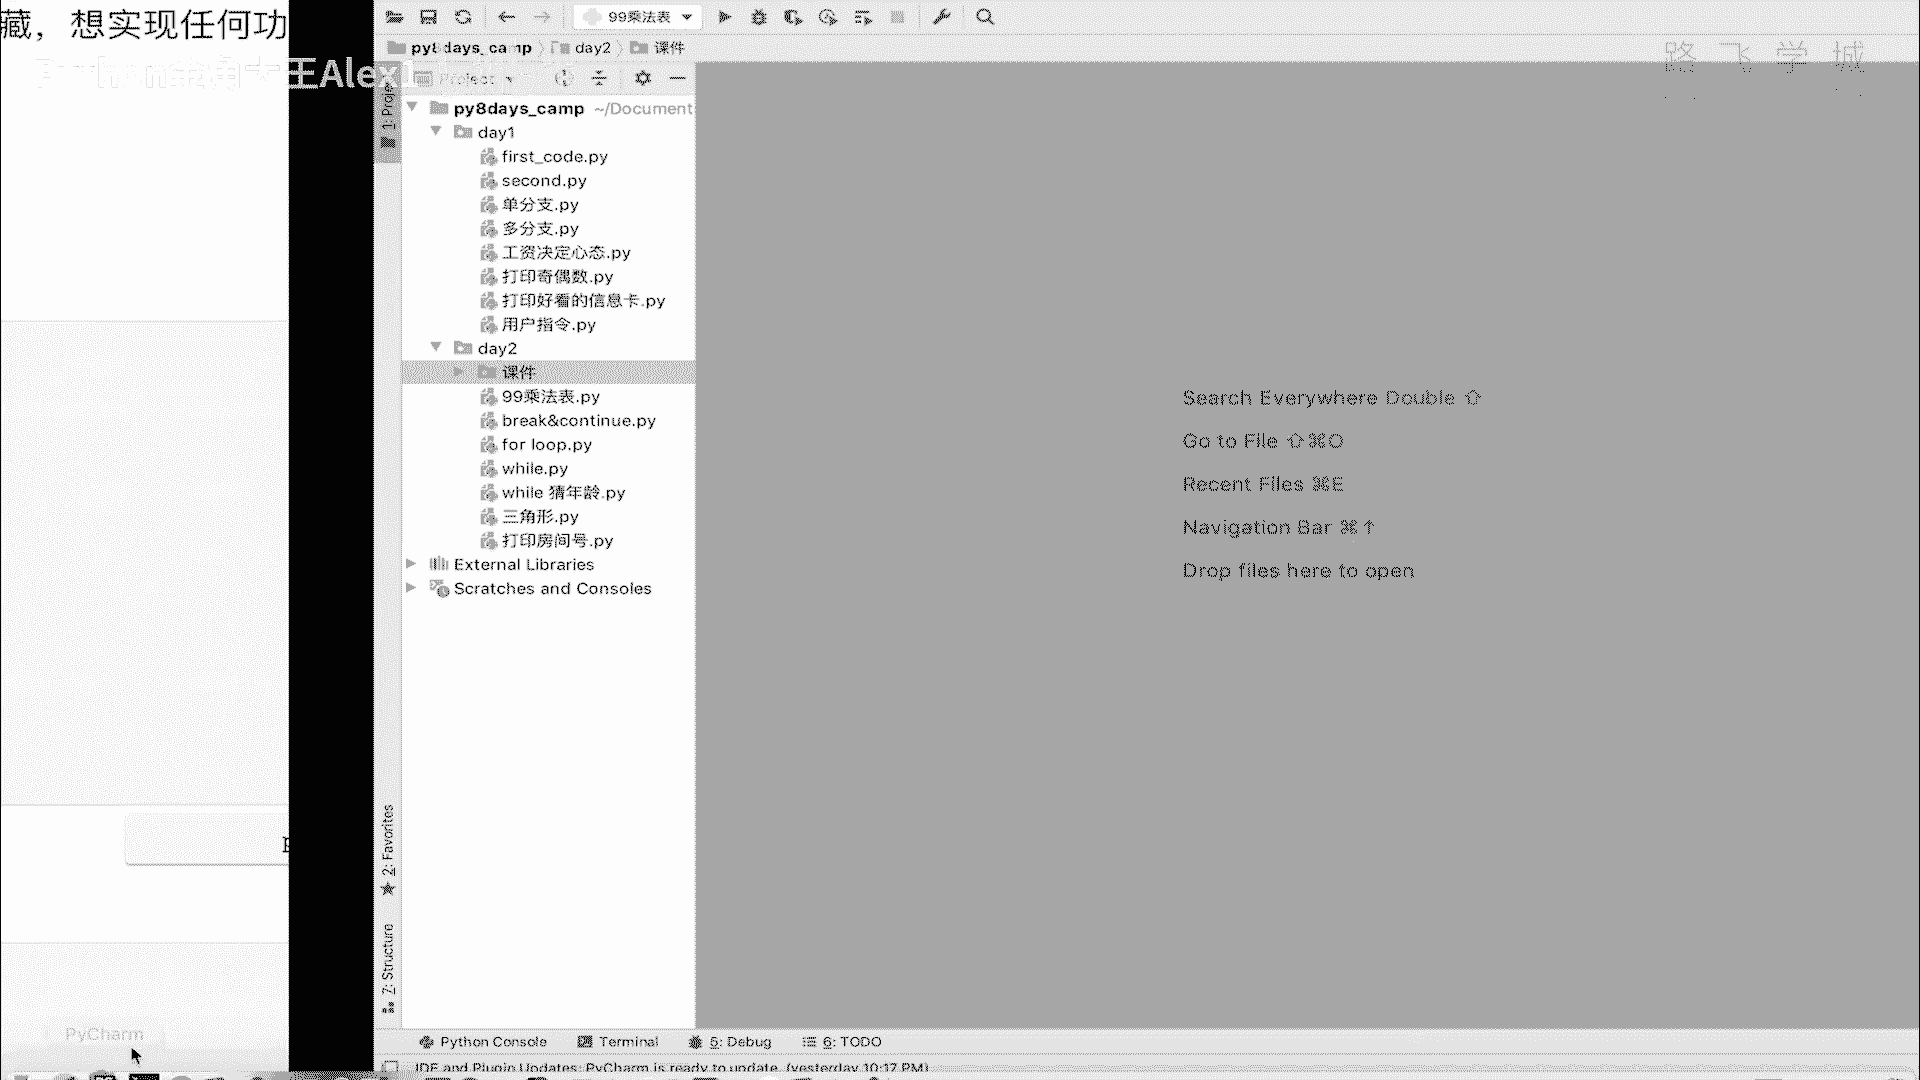 藏，想实现任何功
99乘法表
py8days_camp
day2
课件
路飞学城
王Alex
Project
1: Proje
py8days_camp ~/Document
day1
first_code.py
second.py
单分支.py
多分支.py
工资决定心态.py
打印奇偶数.py
打印好看的信息卡.py
用户指令.py
day2
课件
99乘法表.py
break&continue.py
for loop.py
while.py
while 猜年龄.py
三角形.py
打印房间号.py
External Libraries
Scratches and Consoles
Search Everywhere Double ⇧
Go to File ⇧⌘O
Recent Files ⌘E
Navigation Bar ⌘↑
Drop files here to open
2: Favorites
7: Structure
PyCharm
Python Console
Terminal
5: Debug
6: TODO
IDE and Plugin Updates: PyCharm is ready to update. (yesterday 10:17 PM)